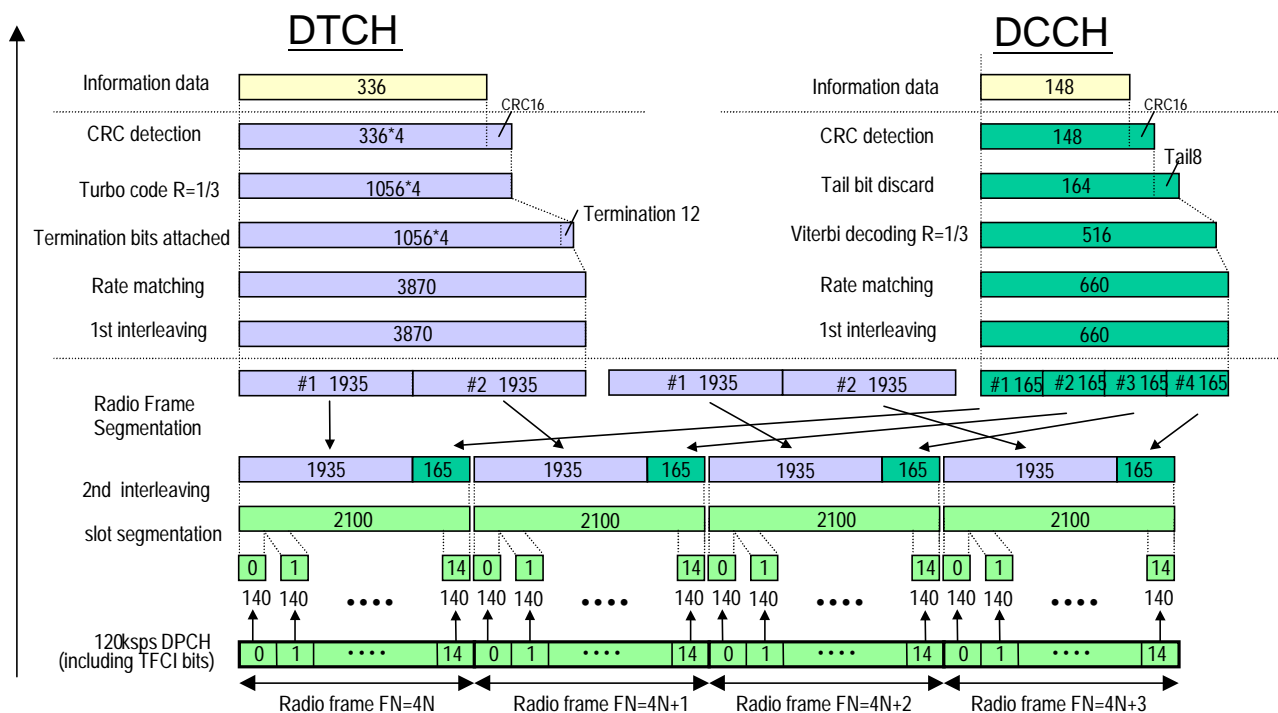 DTCH
DCCH
Information data
336
Information data
148
CRC16
CRC16
CRC detection
336*4
CRC detection
148
Tail8
Turbo code R=1/3
1056*4
Tail bit discard
164
Termination 12
Termination bits attached
1056*4
Viterbi decoding R=1/3
516
Rate matching
3870
Rate matching
660
1st interleaving
3870
1st interleaving
660
#1 1935 #2 1935 #1 1935 #2 1935 #1 165 #2 165 #3 165 #4 165
Radio Frame
Segmentation
1935 165 1935 165 1935 165 1935 165
2nd interleaving
2100 2100 2100 2100
slot segmentation
0 1 14 0 1 14 0 1 14 0 1 14
140 140 •••• 140 140 140 •••• 140 140 140 •••• 140 140 140 •••• 140
120ksps DPCH
(including TFCI bits)
0 1 •••• 14 0 1 •••• 14 0 1 •••• 14 0 1 •••• 14
Radio frame FN=4N Radio frame FN=4N+1 Radio frame FN=4N+2 Radio frame FN=4N+3